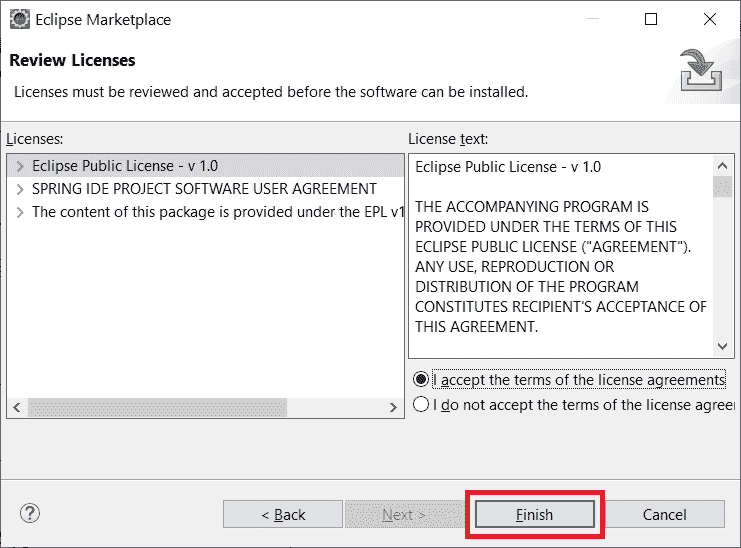 Eclipse Marketplace
Review Licenses
Licenses must be reviewed and accepted before the software can be installed.
Licenses:
Eclipse Public License - v 1.0
SPRING IDE PROJECT SOFTWARE USER AGREEMENT
The content of this package is provided under the EPL v1
License text:
Eclipse Public License - v 1.0
THE ACCOMPANYING PROGRAM IS
PROVIDED UNDER THE TERMS OF THIS
ECLIPSE PUBLIC LICENSE ("AGREEMENT").
ANY USE, REPRODUCTION OR
DISTRIBUTION OF THE PROGRAM
CONSTITUTES RECIPIENT'S ACCEPTANCE OF
THIS AGREEMENT.
I accept the terms of the license agreements
I do not accept the terms of the license agreer
?
< Back
Next >
Finish
Cancel